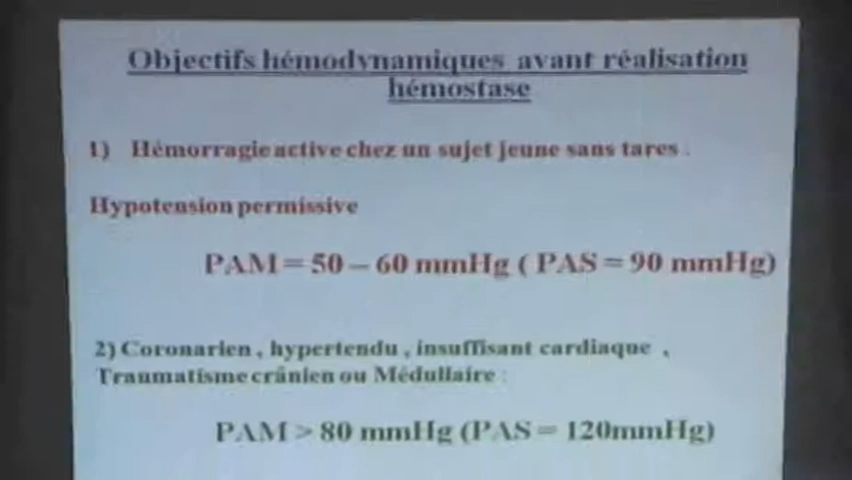 Objectifs hémodynamiques avant réalisation
hémostase
1) Hémorragie active chez un sujet jeune sans tares .
Hypotension permissive
PAM = 50 – 60 mmHg ( PAS = 90 mmHg)
2) Coronarien , hypertendu , insuffisant cardiaque ,
Traumatisme crânien ou Médullaire :
PAM > 80 mmHg (PAS = 120mmHg)